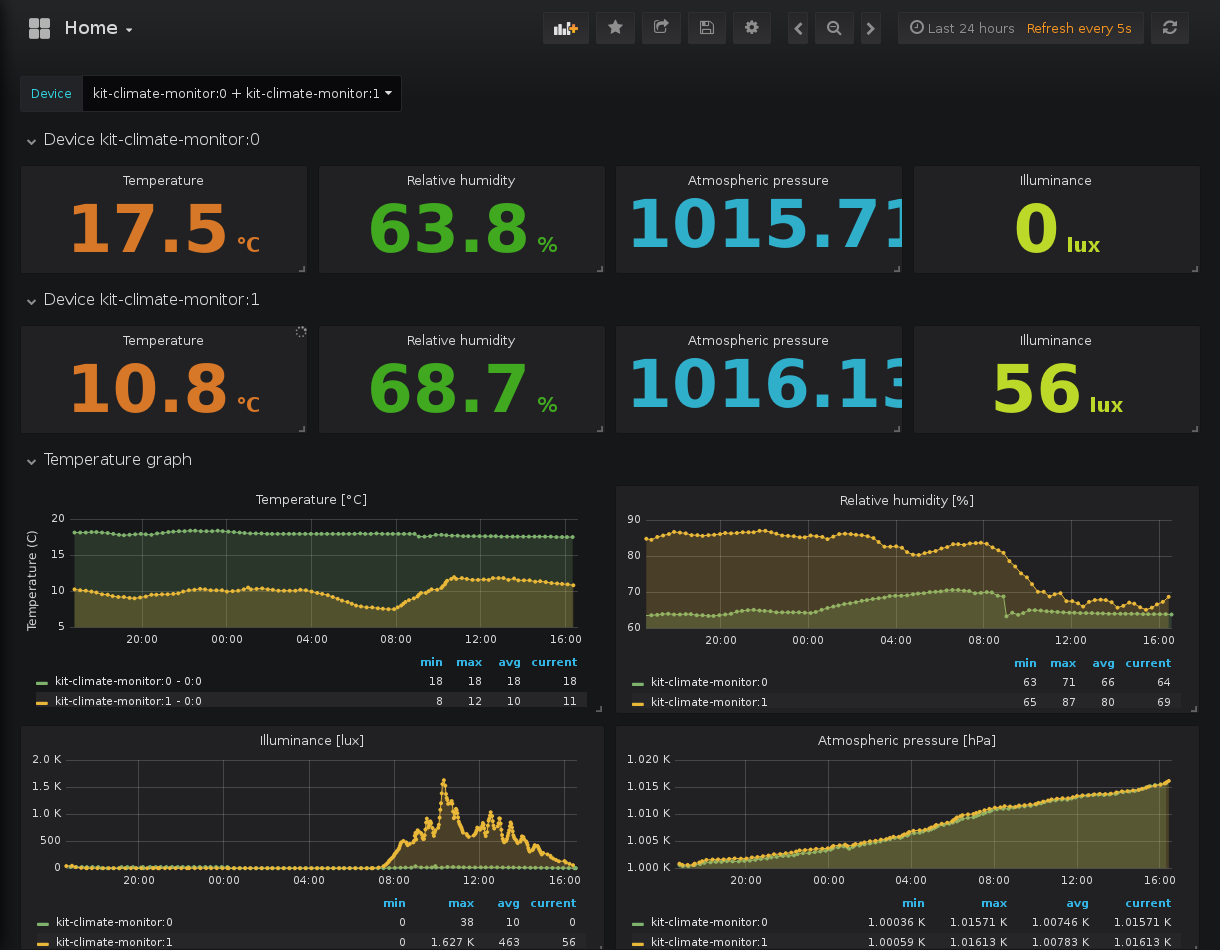 Home
Last 24 hours Refresh every 5s
Device kit-climate-monitor:0 + kit-climate-monitor:1
Device kit-climate-monitor:0
Temperature Relative humidity Atmospheric pressure Illuminance
17.5 °C 63.8 % 1015.71 0 lux
Device kit-climate-monitor:1
Temperature Relative humidity Atmospheric pressure Illuminance
10.8 °C 68.7 % 1016.13 56 lux
Temperature graph
Temperature [°C]
Temperature (C)
20
15
10
5
20:00 00:00 04:00 08:00 12:00 16:00
min max avg current
kit-climate-monitor:0 - 0:0 18 18 18 18
kit-climate-monitor:1 - 0:0 8 12 10 11
Relative humidity [%]
90
80
70
60
20:00 00:00 04:00 08:00 12:00 16:00
min max avg current
kit-climate-monitor:0 63 71 66 64
kit-climate-monitor:1 65 87 80 69
Illuminance [lux]
2.0 K
1.5 K
1.0 K
500
0
20:00 00:00 04:00 08:00 12:00 16:00
min max avg current
kit-climate-monitor:0 0 38 10 0
kit-climate-monitor:1 0 1.627 K 463 56
Atmospheric pressure [hPa]
1.020 K
1.015 K
1.010 K
1.005 K
1.000 K
20:00 00:00 04:00 08:00 12:00 16:00
min max avg current
kit-climate-monitor:0 1.00036 K 1.01571 K 1.00746 K 1.01571 K
kit-climate-monitor:1 1.00059 K 1.01613 K 1.00783 K 1.01613 K